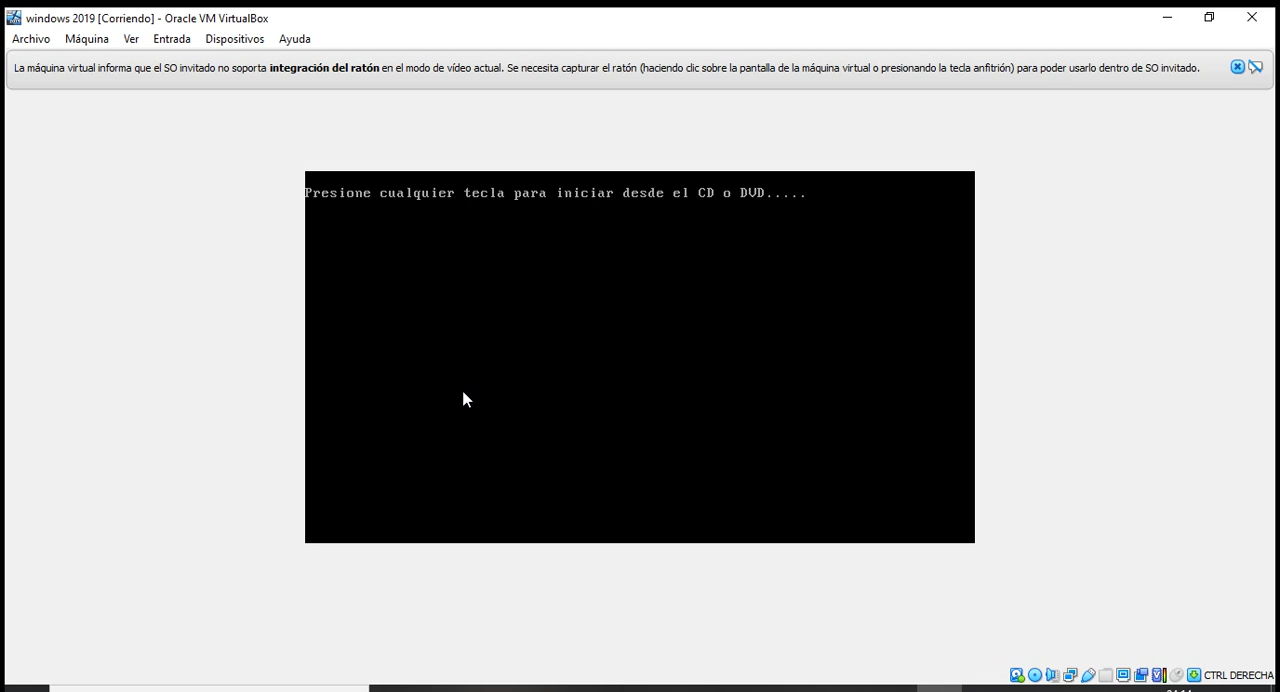 windows 2019 [Corriendo] - Oracle VM VirtualBox
Archivo Máquina Ver Entrada Dispositivos Ayuda
La máquina virtual informa que el SO invitado no soporta integración del ratón en el modo de vídeo actual. Se necesita capturar el ratón (haciendo clic sobre la pantalla de la máquina virtual o presionando la tecla anfitrión) para poder usarlo dentro de SO invitado.
Presione cualquier tecla para iniciar desde el CD o DVD.....
CTRL DERECHA